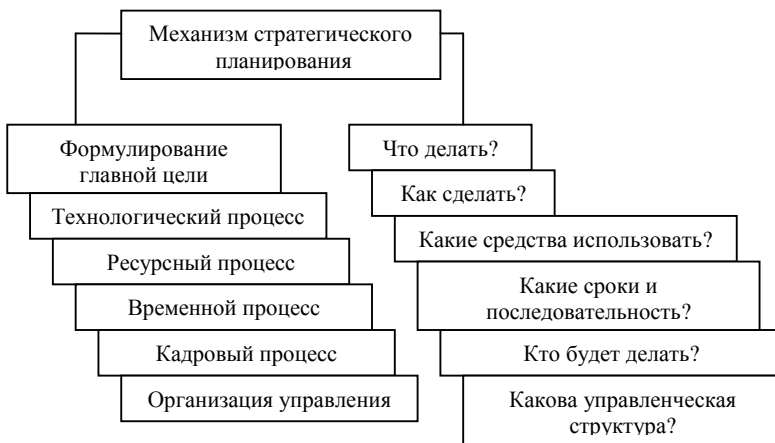 Механизм стратегического
планирования
Формулирование
главной цели
Технологический процесс
Ресурсный процесс
Временной процесс
Кадровый процесс
Организация управления
Что делать?
Как сделать?
Какие средства использовать?
Какие сроки и
последовательность?
Кто будет делать?
Какова управленческая
структура?